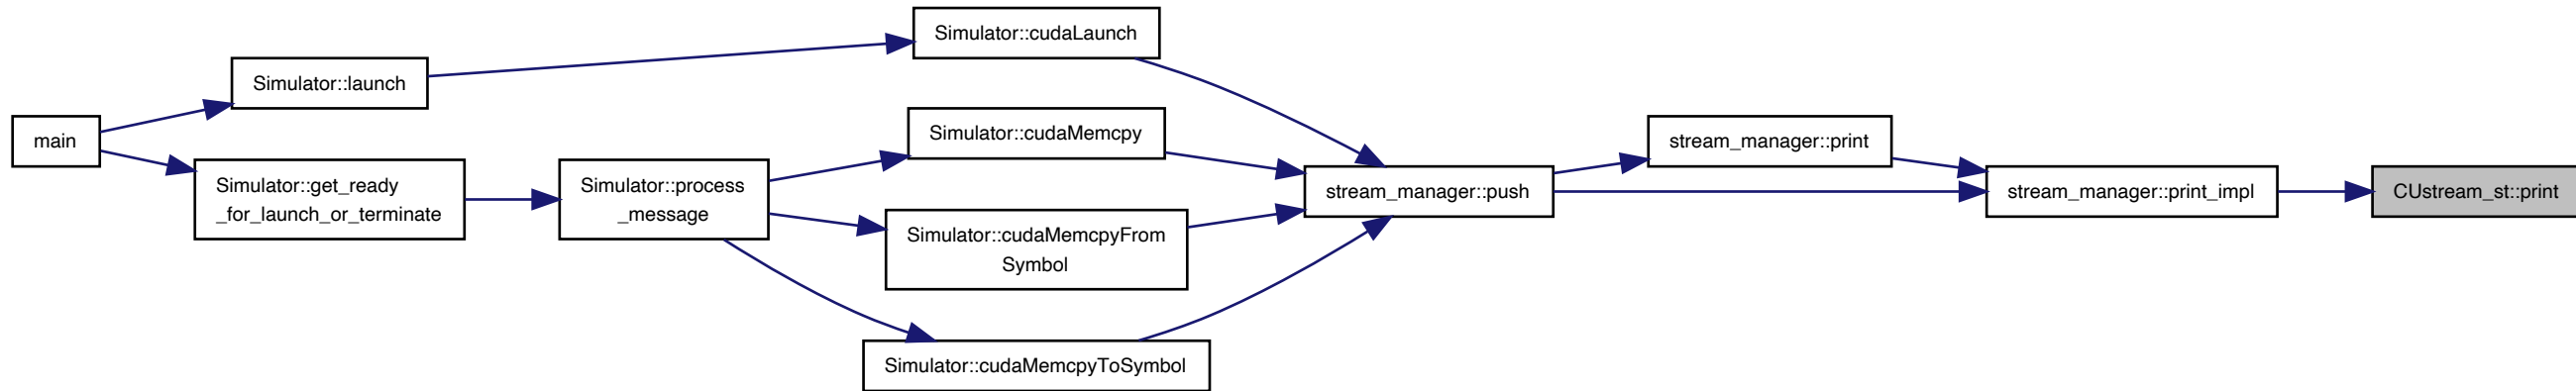 main
Simulator::launch
Simulator::get_ready
_for_launch_or_terminate
Simulator::process
_message
Simulator::cudaLaunch
Simulator::cudaMemcpy
Simulator::cudaMemcpyFrom
Symbol
Simulator::cudaMemcpyToSymbol
stream_manager::push
stream_manager::print
stream_manager::print_impl
CUstream_st::print